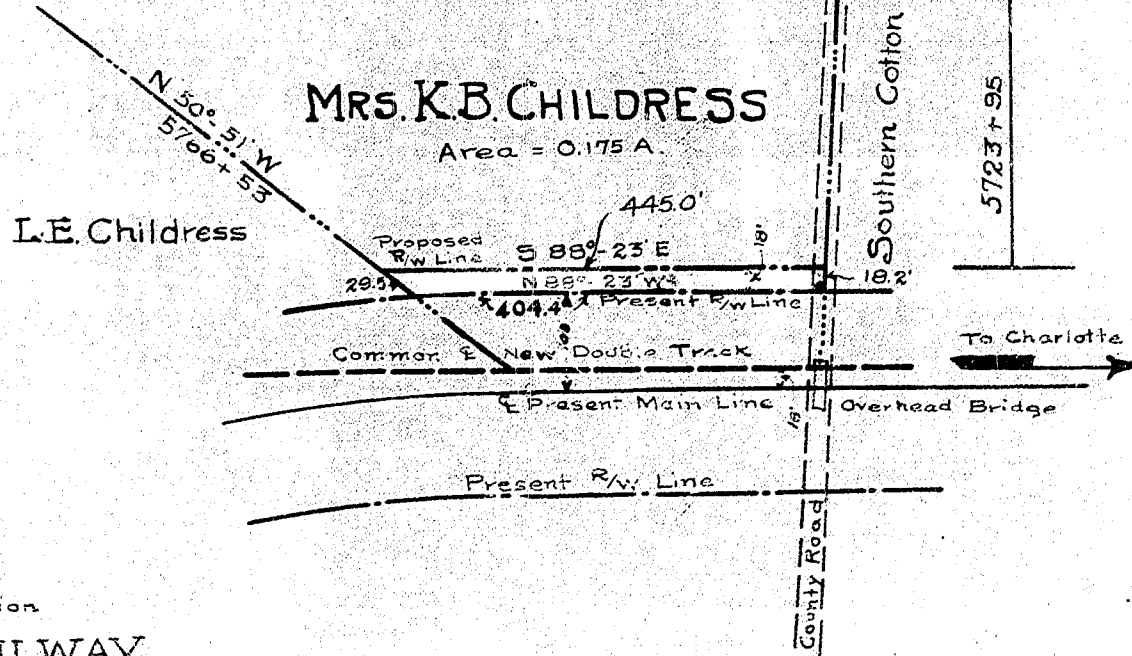 MRS. K.B. CHILDRESS
Area = 0.175 A.
N 50°-51' W
5766+53
L.E. Childress
Southern Cotton
5723+95
445.0'
Proposed
R/W Line
S 88°-23' E
18'
29.5'
N 88°-23' W
18.2'
404.4'
Present R/W Line
Common ℄ New Double Track
To Charlotte
℄ Present Main Line
18'
Overhead Bridge
Present R/W Line
County Road